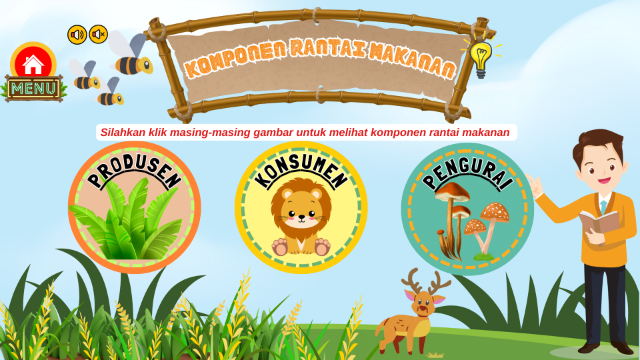 KOMPONEN RANTAI MAKANAN
MENU
Silahkan klik masing-masing gambar untuk melihat komponen rantai makanan
PRODUSEN
KONSUMEN
PENGURAI